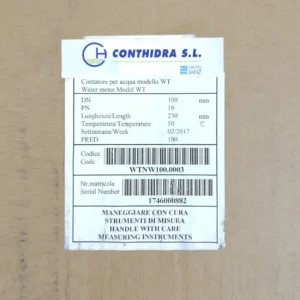 CONTHIDRA S.L.
GRUPO
JANZ
Contatore per acqua modello WT
Water meter Model WT
DN 100 mm
PN 16
Lunghezza/Length 250 mm
Temperatura/Temperature 50 °C
Settimana/Week 02/2017
PRED 100
Codice
Code
WTNW100.0003
Nr.matricola
Serial Number
1746000882
MANEGGIARE CON CURA
STRUMENTI DI MISURA
HANDLE WITH CARE
MEASURING INSTRUMENTS